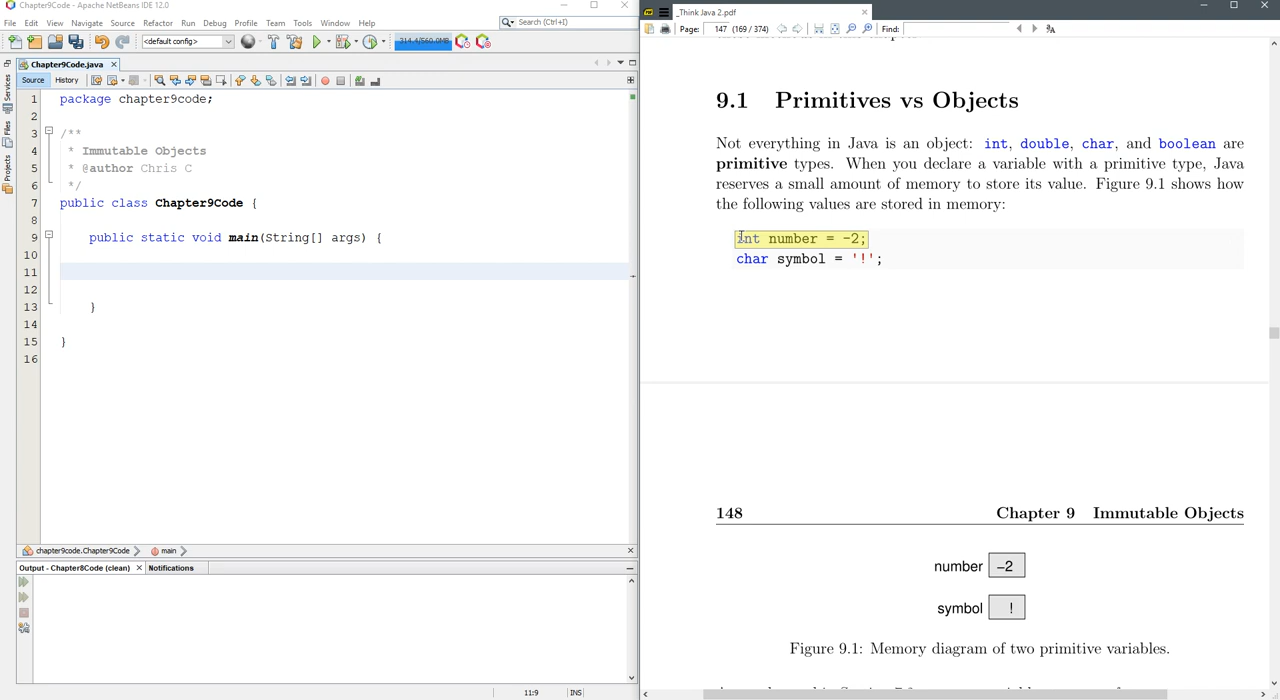 Chapter9Code - Apache NetBeans IDE 12.0
File Edit View Navigate Source Refactor Run Debug Profile Team Tools Window Help
Search (Ctrl+I)
<default config>
314.4/560.0MB
Chapter9Code.java
Source History
Services
Files
Projects
1 package chapter9code;
2
3 /**
4 * Immutable Objects
5 * @author Chris C
6 */
7 public class Chapter9Code {
8
9 public static void main(String[] args) {
10
11
12
13 }
14
15 }
16
chapter9code.Chapter9Code main
Output - Chapter8Code (clean) Notifications
11:9 INS
_Think Java 2.pdf
Page: 147 (169 / 374) Find:
9.1 Primitives vs Objects
Not everything in Java is an object: int, double, char, and boolean are
primitive types. When you declare a variable with a primitive type, Java
reserves a small amount of memory to store its value. Figure 9.1 shows how
the following values are stored in memory:
int number = -2;
char symbol = '!';
148 Chapter 9 Immutable Objects
number -2
symbol !
Figure 9.1: Memory diagram of two primitive variables.